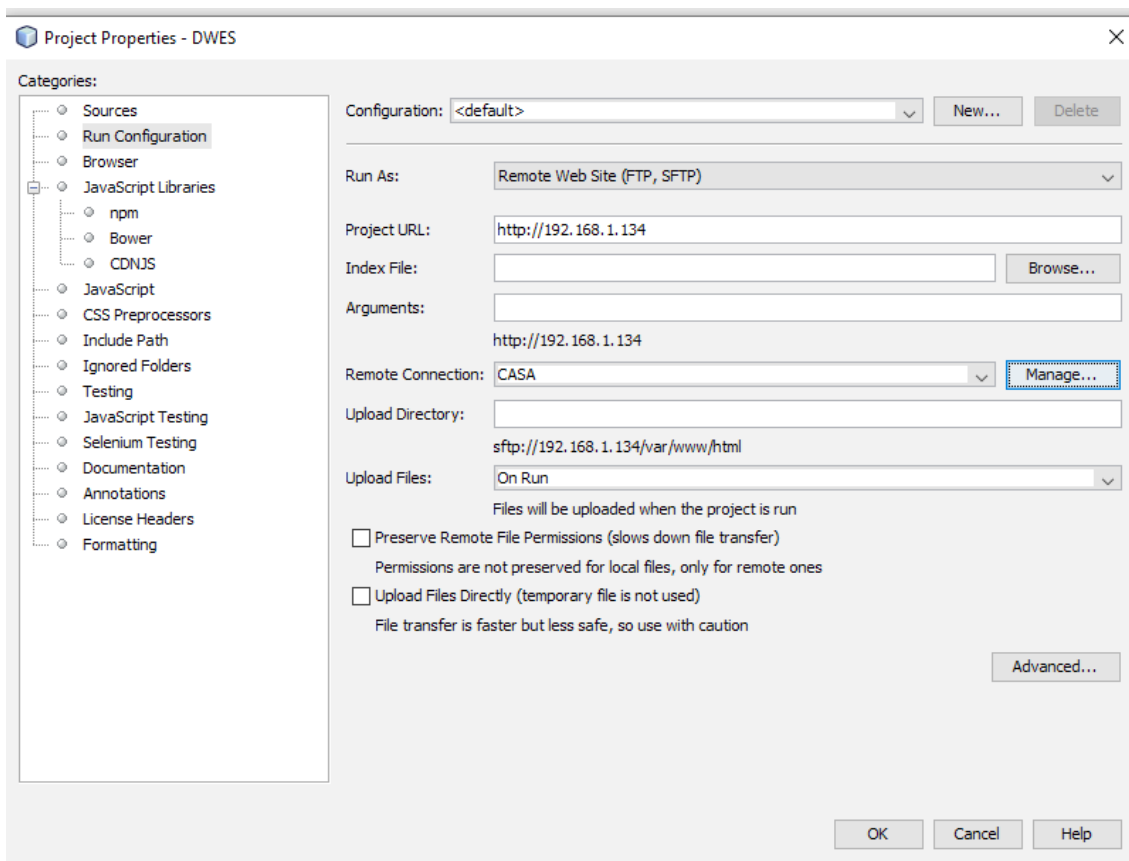 Project Properties - DWES
Categories:
Sources
Run Configuration
Browser
JavaScript Libraries
npm
Bower
CDNJS
JavaScript
CSS Preprocessors
Include Path
Ignored Folders
Testing
JavaScript Testing
Selenium Testing
Documentation
Annotations
License Headers
Formatting
Configuration: <default> New... Delete
Run As: Remote Web Site (FTP, SFTP)
Project URL: http://192.168.1.134
Index File: Browse...
Arguments:
http://192.168.1.134
Remote Connection: CASA Manage...
Upload Directory:
sftp://192.168.1.134/var/www/html
Upload Files: On Run
Files will be uploaded when the project is run
Preserve Remote File Permissions (slows down file transfer)
Permissions are not preserved for local files, only for remote ones
Upload Files Directly (temporary file is not used)
File transfer is faster but less safe, so use with caution
Advanced...
OK Cancel Help